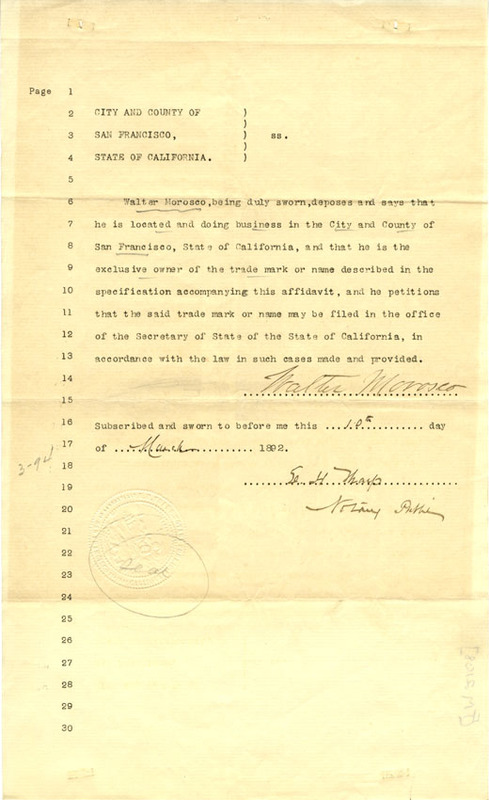 Page 1
2 CITY AND COUNTY OF )
)
3 SAN FRANCISCO, ) ss.
)
4 STATE OF CALIFORNIA. )
5
6 Walter Morosco,being duly sworn,deposes and says that
7 he is located and doing business in the City and County of
8 San Francisco, State of California, and that he is the
9 exclusive owner of the trade mark or name described in the
10 specification accompanying this affidavit, and he petitions
11 that the said trade mark or name may be filed in the office
12 of the Secretary of State of the State of California, in
13 accordance with the law in such cases made and provided.
14 Walter Morosco
15
16 Subscribed and sworn to before me this ...10th......... day
17 of ....March.......... 1892.
3-94
18
19 H. Tharp
20 Notary Public
21
22
Seal
23
24
25
26
27
28
29
30